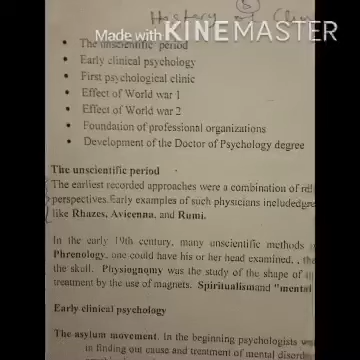 History of Clin
Made with KINEMASTER
The unscientific period
Early clinical psychology
First psychological clinic
Effect of World war 1
Effect of World war 2
Foundation of professional organizations
Development of the Doctor of Psychology degree
The unscientific period
The earliest recorded approaches were a combination of
perspectives. Early examples of such physicians included
like Rhazes, Avicenna, and Rumi.
In the early 19th century, many unscientific methods
Phrenology, one could have his or her head examined, , the
the skull. Physiognomy was the study of the shape of
treatment by the use of magnets. Spiritualismand "mental
Early clinical psychology
The asylum movement. In the beginning psychologists
in finding out cause and treatment of mental